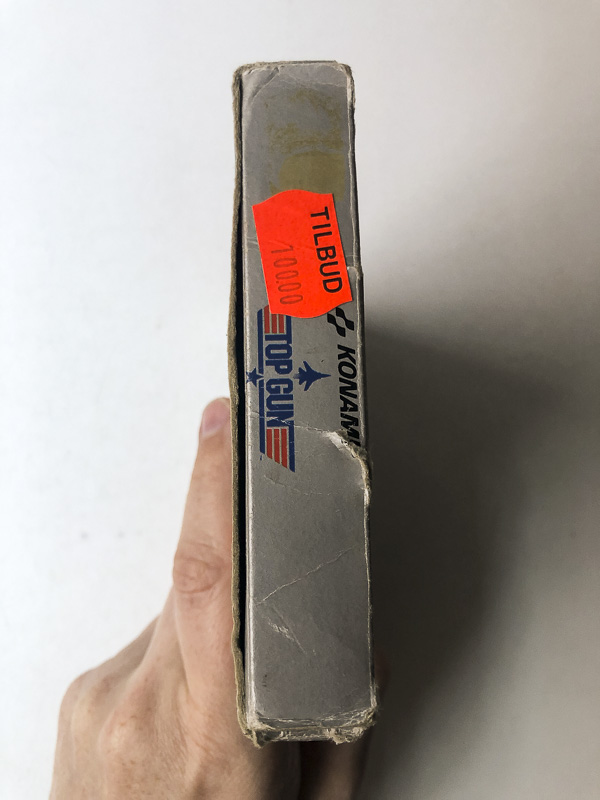 TILBUD
100.00
KONAMI
TOP GUN